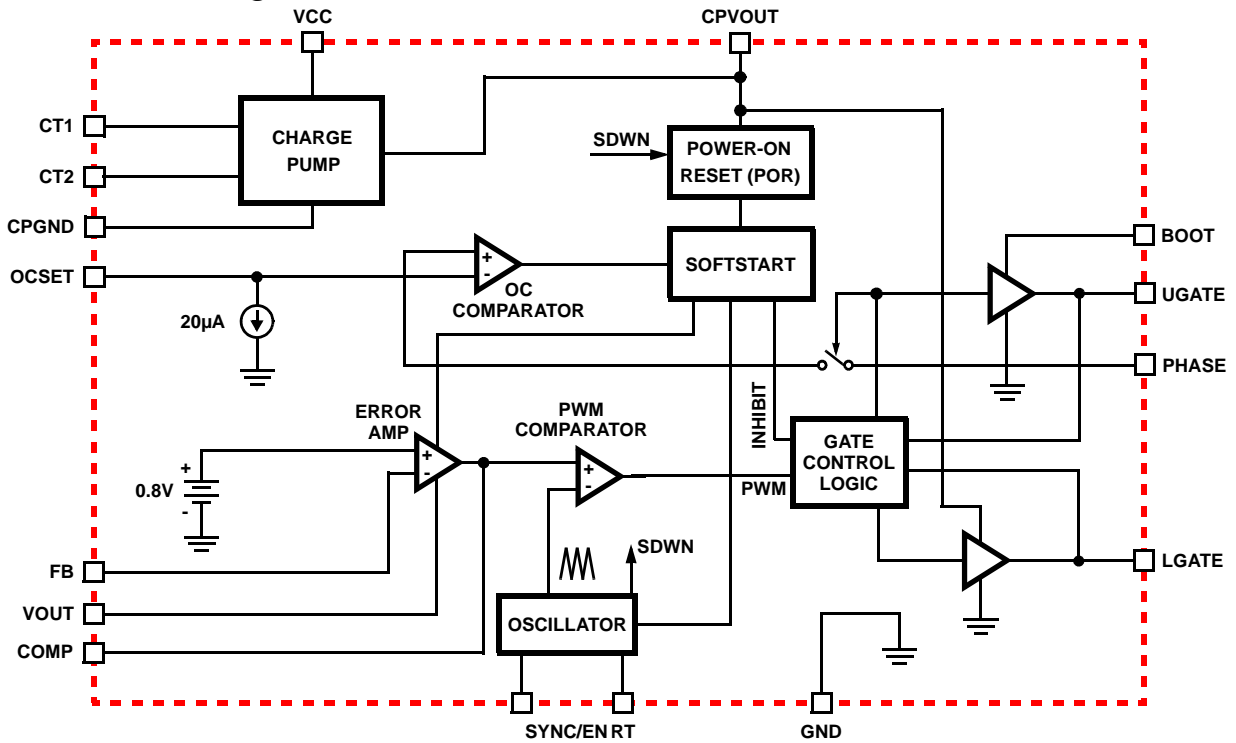 VCC
CPVOUT
CT1
CHARGE
PUMP
SDWN
POWER-ON
RESET (POR)
CT2
CPGND
BOOT
OCSET
+
-
SOFTSTART
OC
COMPARATOR
UGATE
20µA
PHASE
INHIBIT
ERROR
AMP
PWM
COMPARATOR
+
0.8V
-
+
-
+
-
GATE
CONTROL
LOGIC
PWM
SDWN
FB
LGATE
VOUT
OSCILLATOR
COMP
SYNC/EN
RT
GND